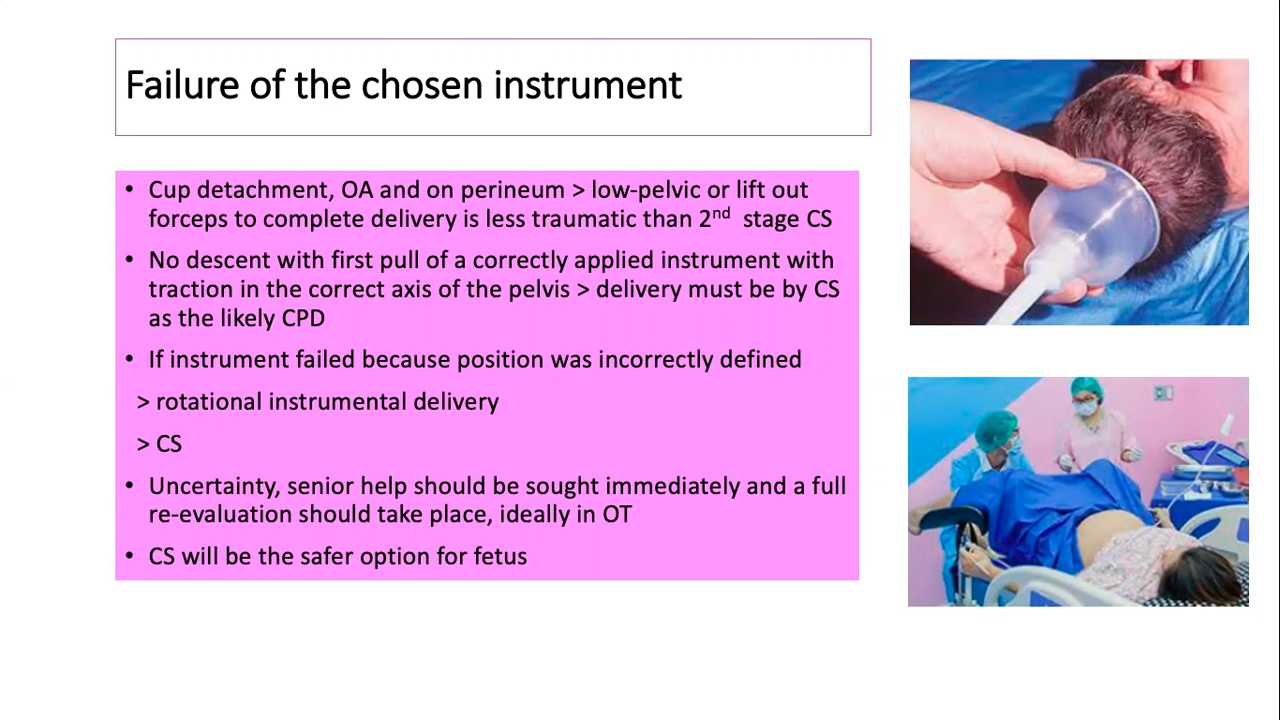 Failure of the chosen instrument
• Cup detachment, OA and on perineum > low-pelvic or lift out
forceps to complete delivery is less traumatic than 2nd stage CS
• No descent with first pull of a correctly applied instrument with
traction in the correct axis of the pelvis > delivery must be by CS
as the likely CPD
• If instrument failed because position was incorrectly defined
> rotational instrumental delivery
> CS
• Uncertainty, senior help should be sought immediately and a full
re-evaluation should take place, ideally in OT
• CS will be the safer option for fetus